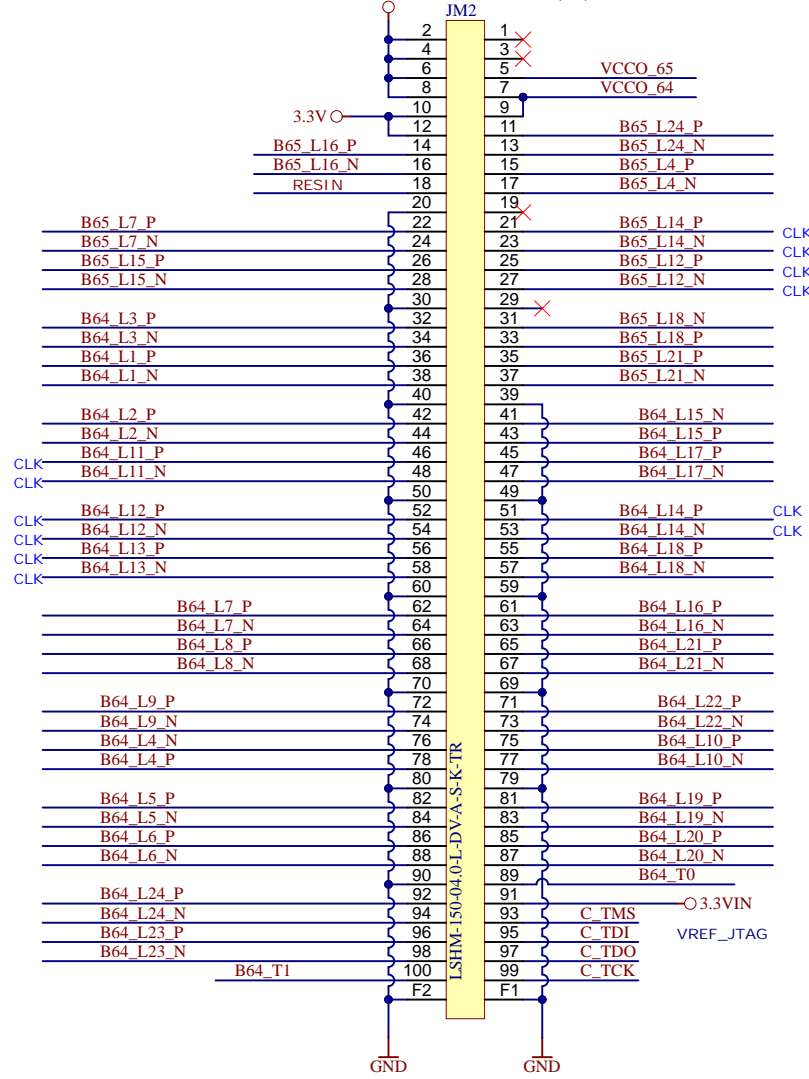 JM2
2 1
4 3
6 5 VCCO_65
8 7 VCCO_64
3.3V 10 9
12 11 B65_L24_P
B65_L16_P 14 13 B65_L24_N
B65_L16_N 16 15 B65_L4_P
RESIN 18 17 B65_L4_N
20 19
B65_L7_P 22 21 B65_L14_P CLK
B65_L7_N 24 23 B65_L14_N CLK
B65_L15_P 26 25 B65_L12_P CLK
B65_L15_N 28 27 B65_L12_N CLK
30 29
B64_L3_P 32 31 B65_L18_N
B64_L3_N 34 33 B65_L18_P
B64_L1_P 36 35 B65_L21_P
B64_L1_N 38 37 B65_L21_N
40 39
B64_L2_P 42 41 B64_L15_N
B64_L2_N 44 43 B64_L15_P
CLK B64_L11_P 46 45 B64_L17_P
CLK B64_L11_N 48 47 B64_L17_N
50 49
CLK B64_L12_P 52 51 B64_L14_P CLK
CLK B64_L12_N 54 53 B64_L14_N CLK
CLK B64_L13_P 56 55 B64_L18_P
CLK B64_L13_N 58 57 B64_L18_N
60 59
B64_L7_P 62 61 B64_L16_P
B64_L7_N 64 63 B64_L16_N
B64_L8_P 66 65 B64_L21_P
B64_L8_N 68 67 B64_L21_N
70 69
B64_L9_P 72 71 B64_L22_P
B64_L9_N 74 73 B64_L22_N
B64_L4_N 76 75 B64_L10_P
B64_L4_P 78 77 B64_L10_N
80 79
B64_L5_P 82 81 B64_L19_P
B64_L5_N 84 83 B64_L19_N
B64_L6_P 86 85 B64_L20_P
B64_L6_N 88 87 B64_L20_N
90 89 B64_T0
B64_L24_P 92 91 3.3VIN
B64_L24_N 94 93 C_TMS
B64_L23_P 96 95 C_TDI VREF_JTAG
B64_L23_N 98 97 C_TDO
B64_T1 100 99 C_TCK
F2 F1
LSHM-150-04.0-L-DV-A-S-K-TR
GND GND